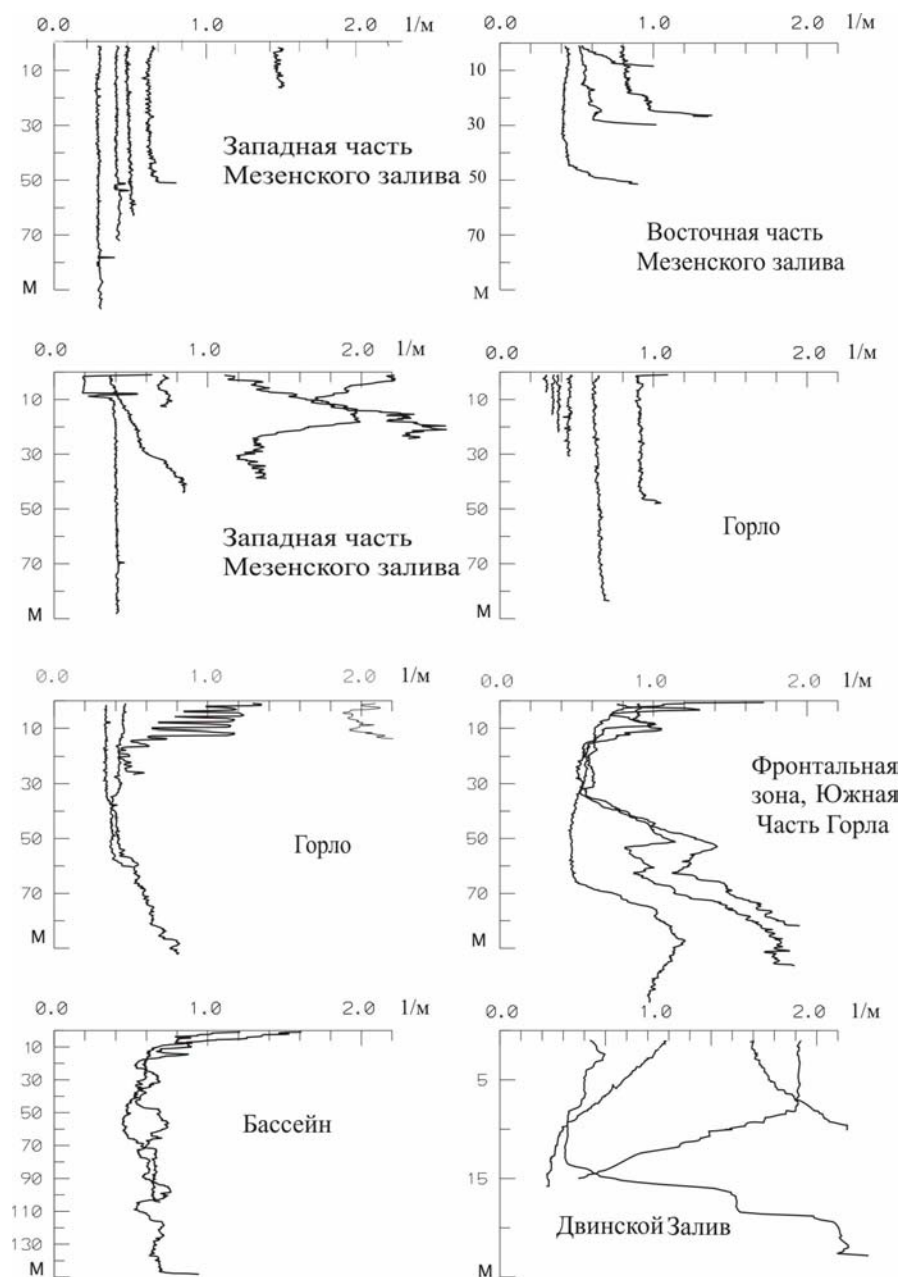 0.0 1.0 2.0 1/м
10
30
50
70
М
Западная часть
Мезенского залива
0.0 1.0 2.0 1/м
10
30
50
70
М
Восточная часть
Мезенского залива
0.0 1.0 2.0 1/м
10
30
50
70
М
Западная часть
Мезенского залива
0.0 1.0 2.0 1/м
10
30
50
70
М
Горло
0.0 1.0 2.0 1/м
10
30
50
70
М
Горло
0.0 1.0 2.0 1/м
10
30
50
70
М
Фронтальная
зона, Южная
Часть Горла
0.0 1.0 2.0 1/м
10
30
50
70
90
110
130
М
Бассейн
0.0 1.0 2.0 1/м
5
15
М
Двинской Залив